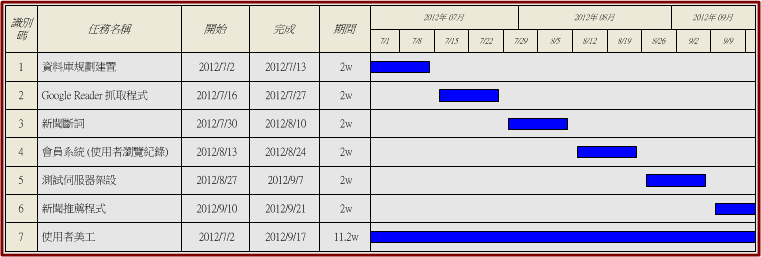 識別碼 任務名稱 開始 完成 期間 2012年 07月 2012年 08月 2012年 09月
7/1 7/8 7/15 7/22 7/29 8/5 8/12 8/19 8/26 9/2 9/9
1 資料庫規劃建置 2012/7/2 2012/7/13 2w
2 Google Reader 抓取程式 2012/7/16 2012/7/27 2w
3 新聞斷詞 2012/7/30 2012/8/10 2w
4 會員系統 (使用者瀏覽紀錄) 2012/8/13 2012/8/24 2w
5 測試伺服器架設 2012/8/27 2012/9/7 2w
6 新聞推薦程式 2012/9/10 2012/9/21 2w
7 使用者美工 2012/7/2 2012/9/17 11.2w